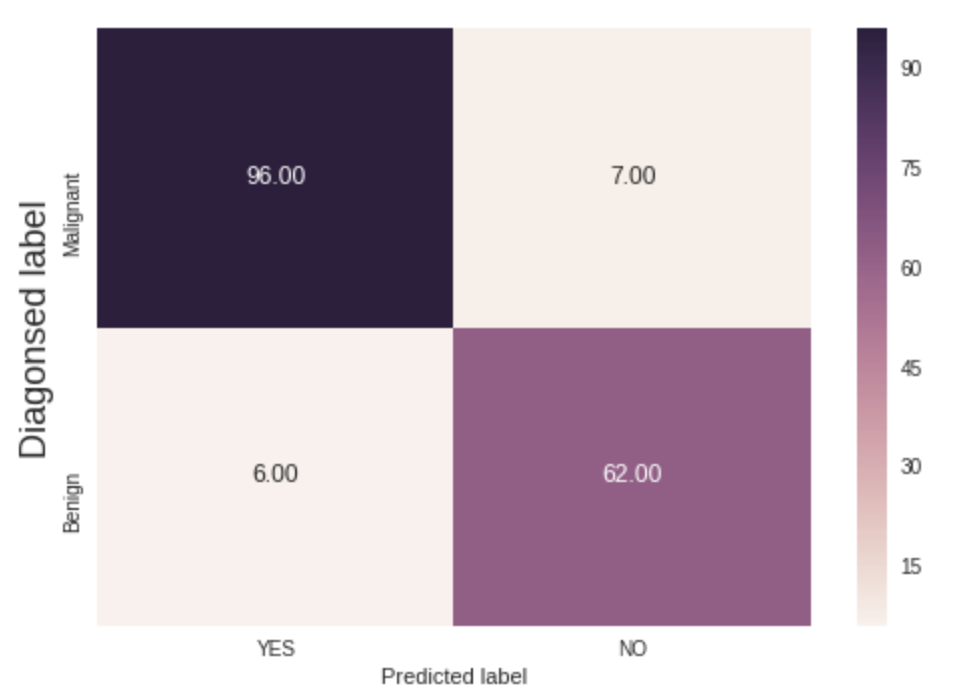 Diagonsed label
Malignant
Benign
96.00
7.00
6.00
62.00
YES
NO
Predicted label
90
75
60
45
30
15